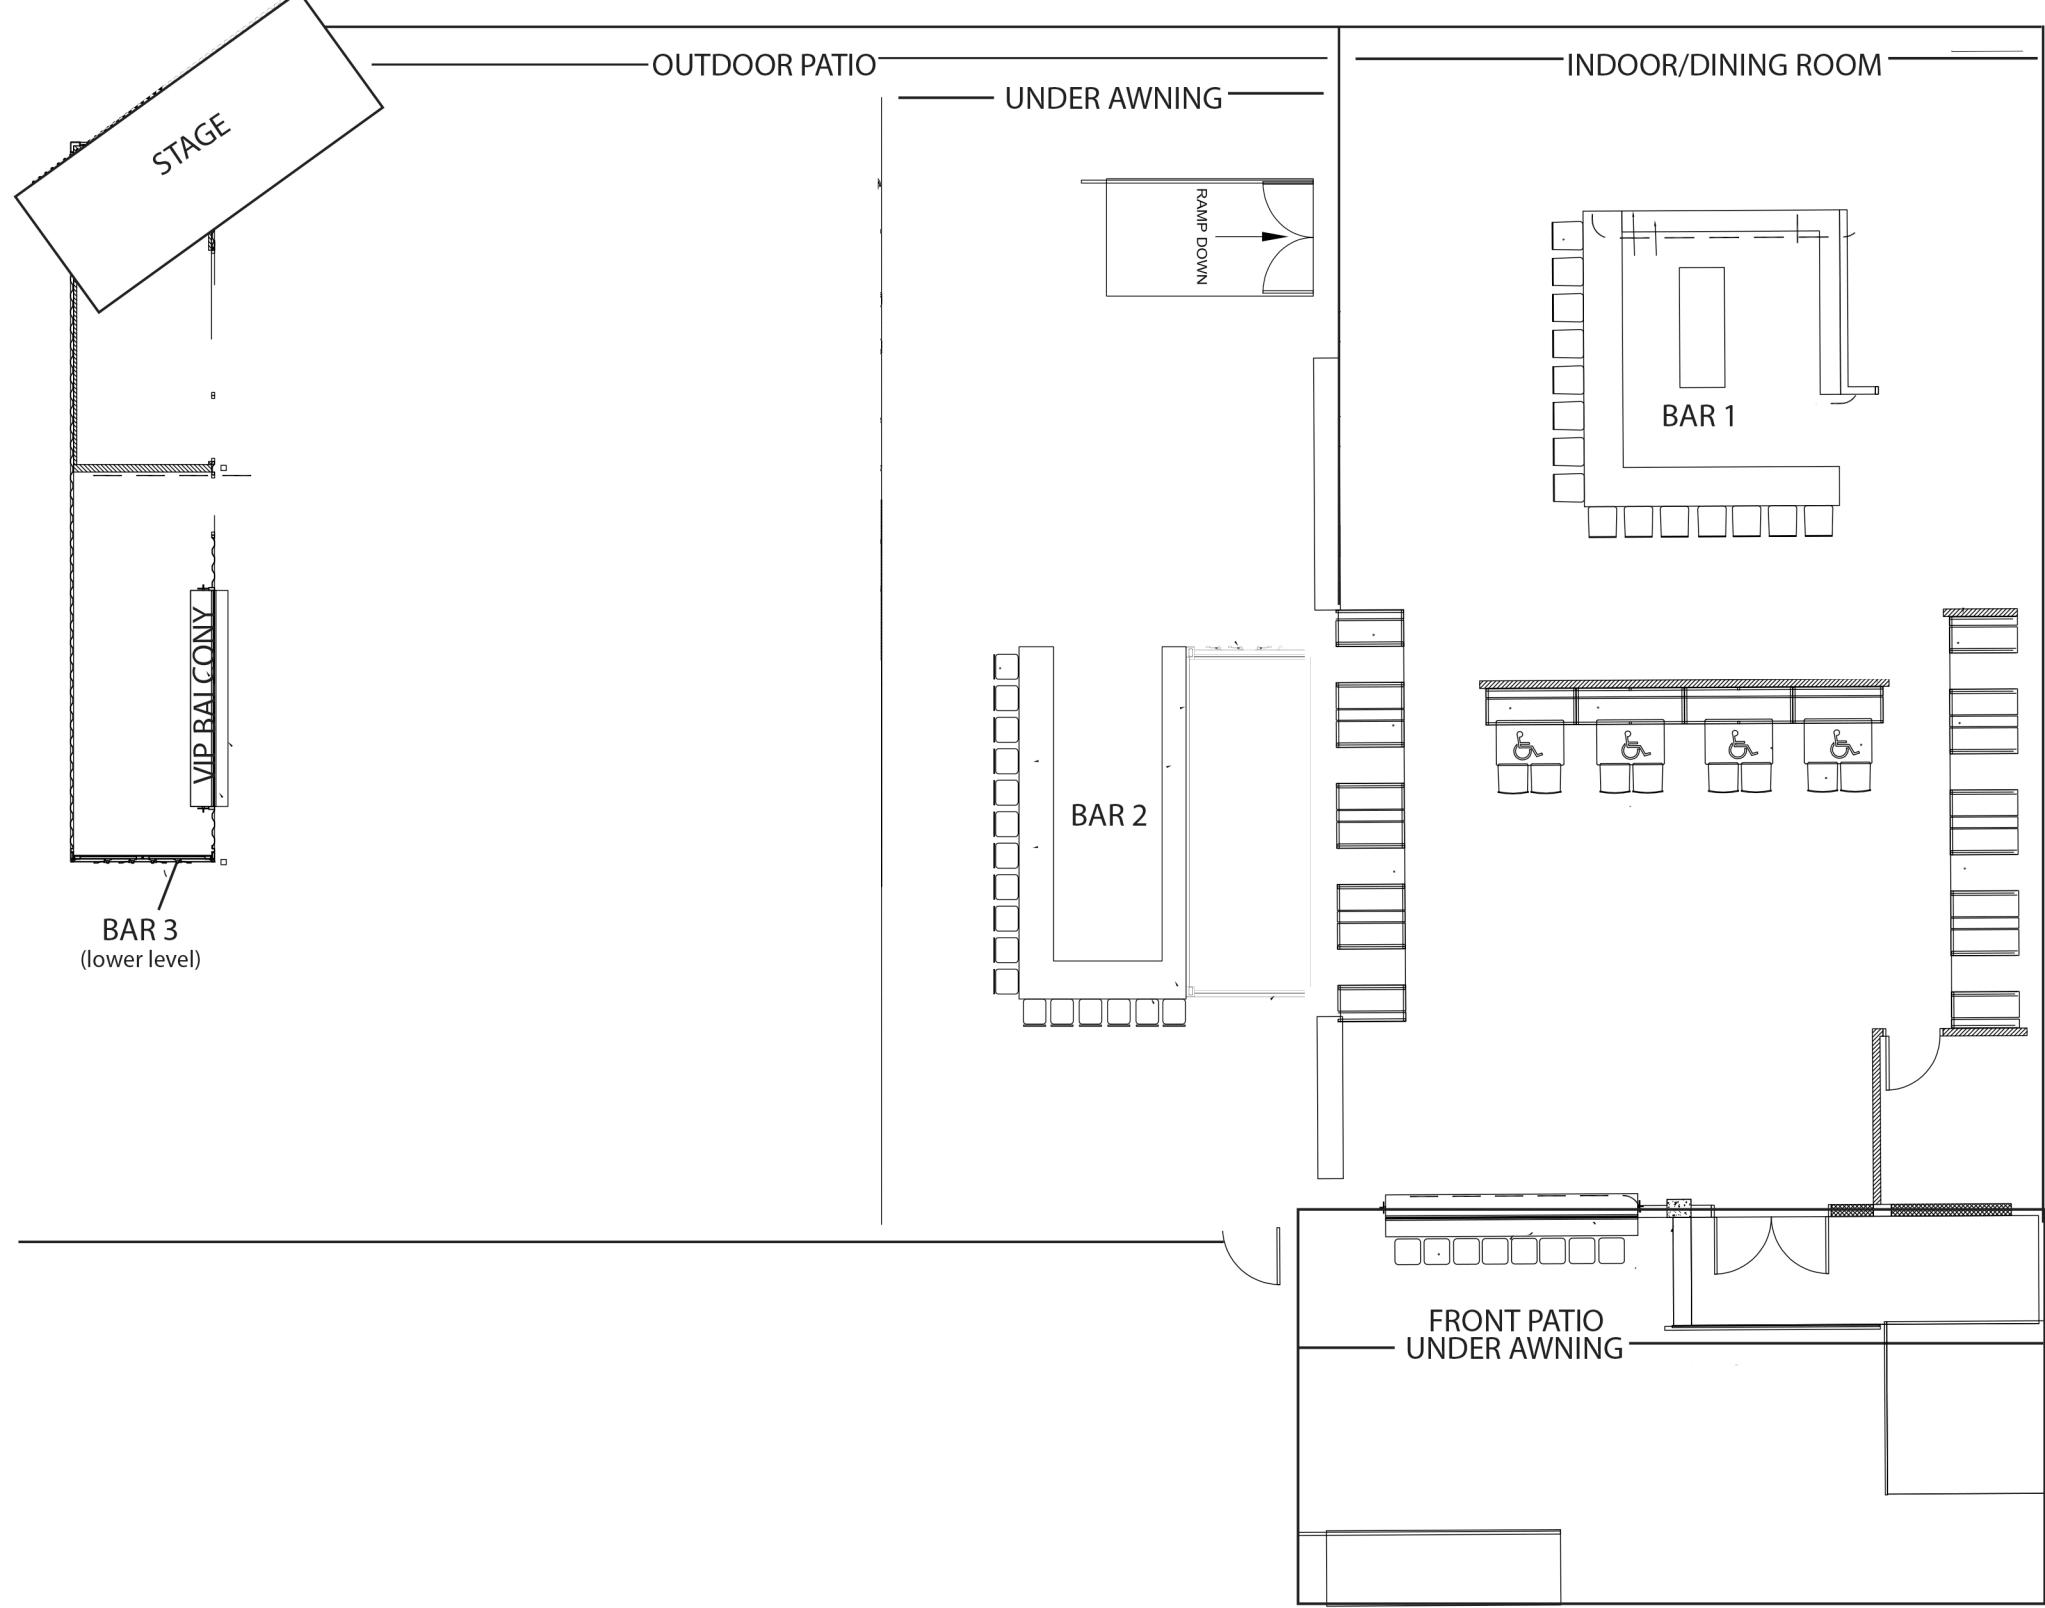 OUTDOOR PATIO
INDOOR/DINING ROOM
UNDER AWNING
STAGE
RAMP DOWN
BAR 1
VIP BALCONY
BAR 2
BAR 3
(lower level)
FRONT PATIO
UNDER AWNING